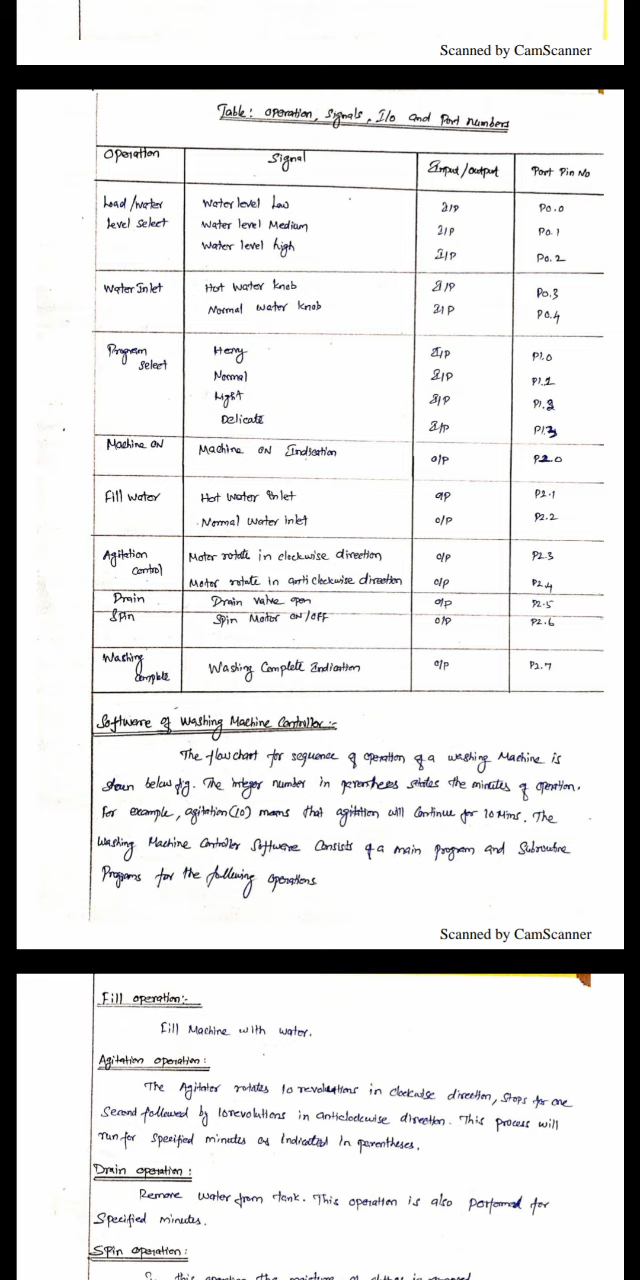 Scanned by CamScanner
Table: operation, signals, I/o and Port numbers
Operation Signal Input/output Port Pin No
Load/water Water level Low I/P P0.0
level select Water level Medium I/P P0.1
Water level high I/P P0.2
Water Inlet Hot Water knob I/P P0.3
Normal Water knob I/P P0.4
Program Heavy I/P P1.0
select Normal I/P P1.1
Light I/P P1.2
Delicate I/P P1.3
Machine ON Machine ON Indication O/P P2.0
Fill water Hot Water Inlet O/P P2.1
Normal Water inlet O/P P2.2
Agitation Motor rotate in clockwise direction O/P P2.3
control Motor rotate in anti clockwise direction O/P P2.4
Drain Drain valve open O/P P2.5
Spin Spin Motor ON/OFF O/P P2.6
Washing Washing Complete Indication O/P P2.7
complete
Software of Washing Machine Controller:-
The flowchart for sequence of operation of a washing Machine is
shown below fig. The integer number in parentheses states the minutes of operation.
For example, agitation(10) means that agitation will continue for 10 Mins. The
Washing Machine Controller Software Consists of a main program and Subroutine
Programs for the following operations
Scanned by CamScanner
Fill operation:-
Fill Machine with water.
Agitation operation:
The Agitator rotates 10 revolutions in clockwise direction, stops for one
Second followed by 10 revolutions in anticlockwise direction. This process will
run for specified minutes as indicated in parentheses.
Drain operation:
Remove water from tank. This operation is also performed for
Specified minutes.
Spin operation: